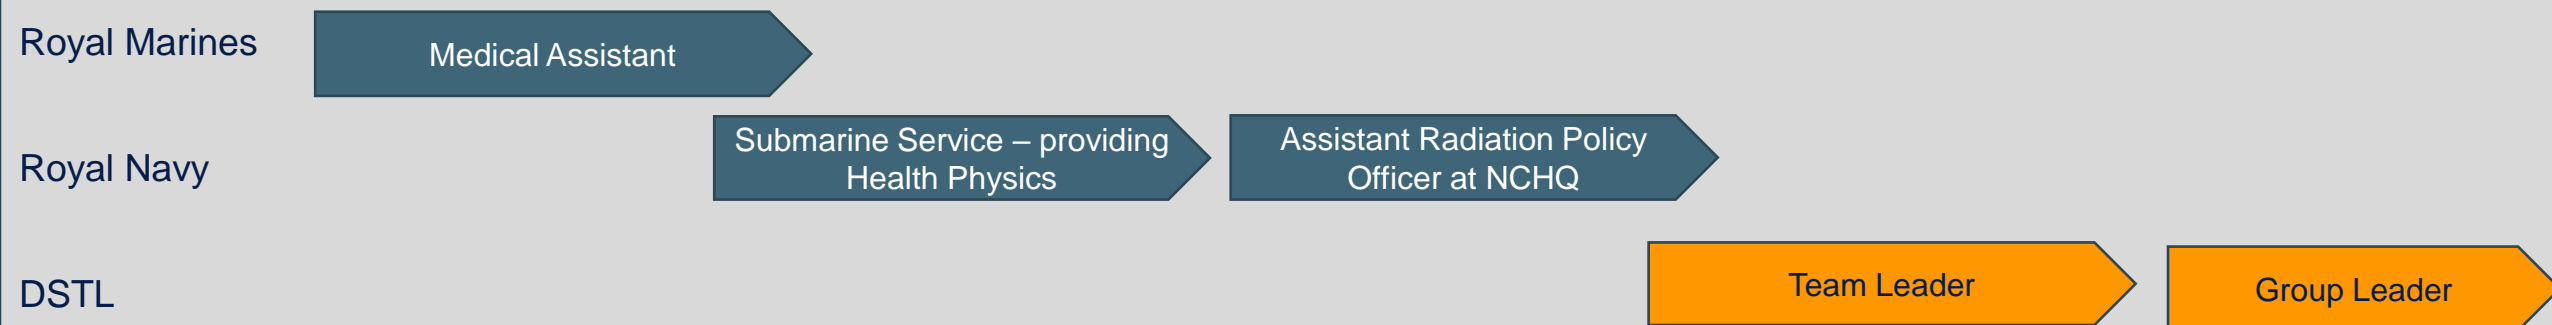 Royal Marines
Medical Assistant
Royal Navy
Submarine Service – providing
Health Physics
Assistant Radiation Policy
Officer at NCHQ
DSTL
Team Leader
Group Leader